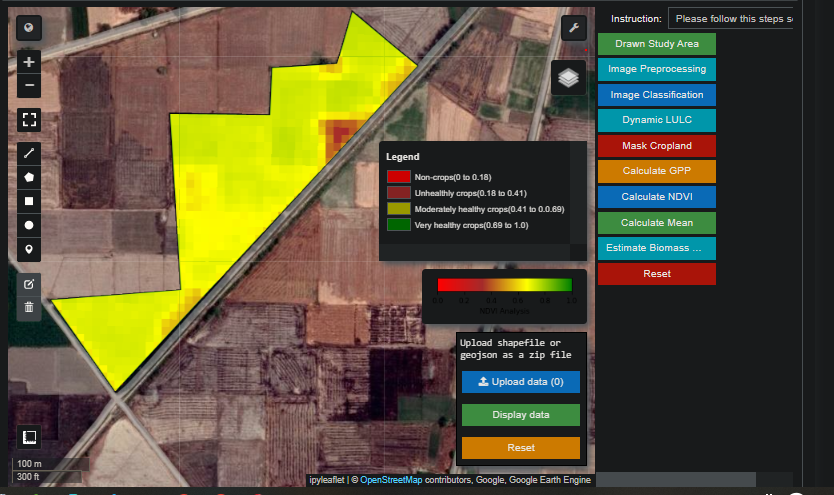 Instruction:
Please follow this steps s
Drawn Study Area
Image Preprocessing
Image Classification
Dynamic LULC
Mask Cropland
Calculate GPP
Calculate NDVI
Calculate Mean
Estimate Biomass ...
Reset
+
−
Legend
Non-crops(0 to 0.18)
Unhealthly crops(0.18 to 0.41)
Moderately healthy crops(0.41 to 0.0.69)
Very healthy crops(0.69 to 1.0)
0.0 0.2 0.4 0.6 0.8 1.0
NDVI Analysis
Upload shapefile or
geojson as a zip file
Upload data (0)
Display data
Reset
100 m
300 ft
ipyleaflet | © OpenStreetMap contributors, Google, Google Earth Engine